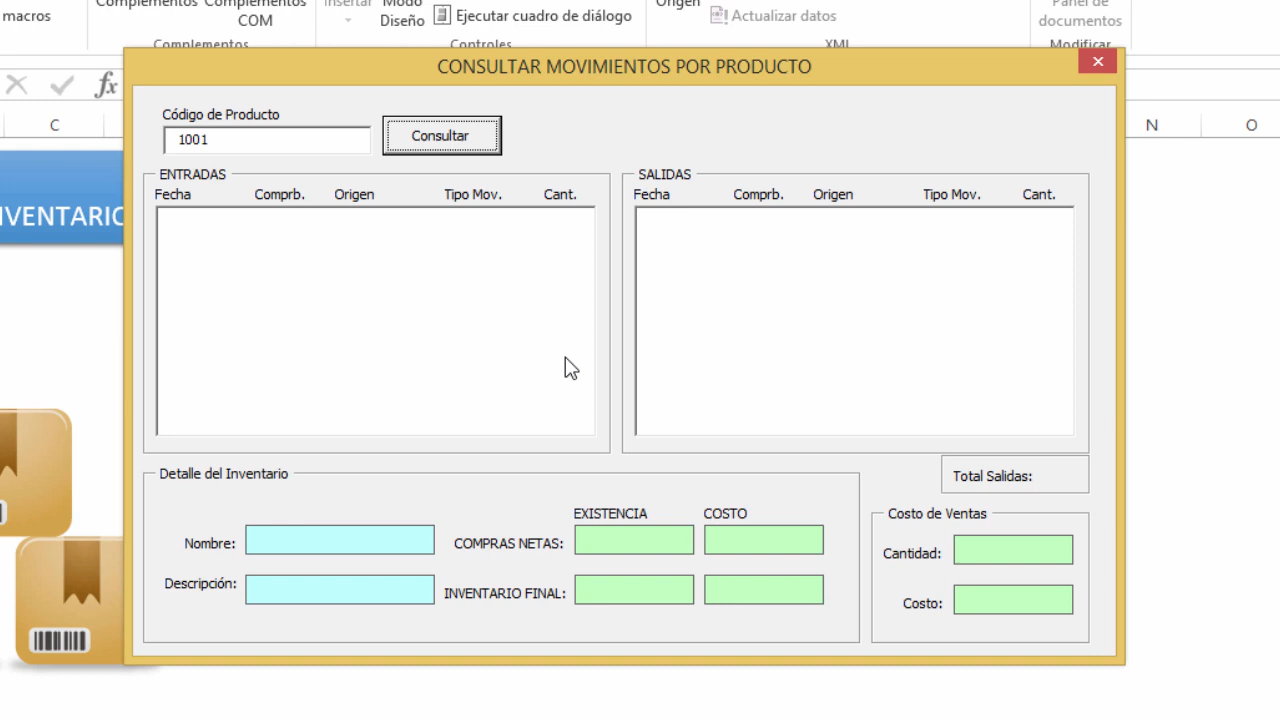 macros
Complementos Complementos
COM
Complementos
Insertar
Modo
Diseño
Ejecutar cuadro de diálogo
Controles
Origen
Actualizar datos
XML
Panel de
documentos
Modificar
fx
C
N
O
CONSULTAR MOVIMIENTOS POR PRODUCTO
Código de Producto
1001
Consultar
ENTRADAS
Fecha Comprb. Origen Tipo Mov. Cant.
SALIDAS
Fecha Comprb. Origen Tipo Mov. Cant.
Total Salidas:
Detalle del Inventario
EXISTENCIA COSTO
Nombre: COMPRAS NETAS:
Descripción: INVENTARIO FINAL:
Costo de Ventas
Cantidad:
Costo: